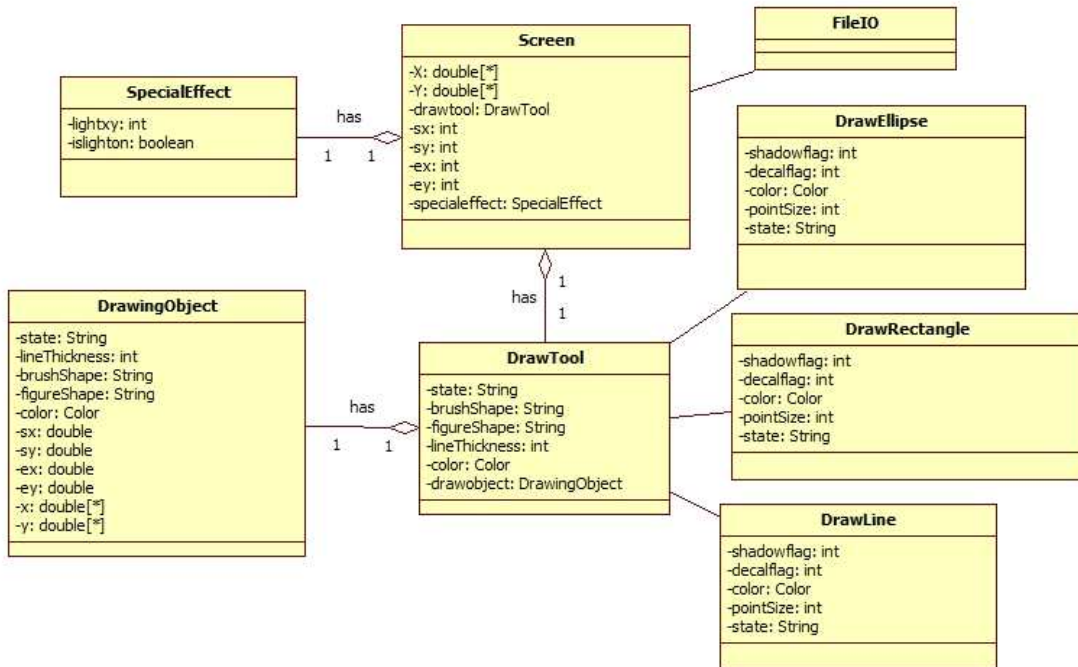 Screen
-X: double[*]
-Y: double[*]
-drawtool: DrawTool
-sx: int
-sy: int
-ex: int
-ey: int
-specialeffect: SpecialEffect
FileIO
SpecialEffect
-lightxy: int
-islighton: boolean
has
1
1
DrawEllipse
-shadowflag: int
-decalflag: int
-color: Color
-pointSize: int
-state: String
1
has
1
DrawingObject
-state: String
-lineThickness: int
-brushShape: String
-figureShape: String
-color: Color
-sx: double
-sy: double
-ex: double
-ey: double
-x: double[*]
-y: double[*]
has
1
1
DrawTool
-state: String
-brushShape: String
-figureShape: String
-lineThickness: int
-color: Color
-drawobject: DrawingObject
DrawRectangle
-shadowflag: int
-decalflag: int
-color: Color
-pointSize: int
-state: String
DrawLine
-shadowflag: int
-decalflag: int
-color: Color
-pointSize: int
-state: String